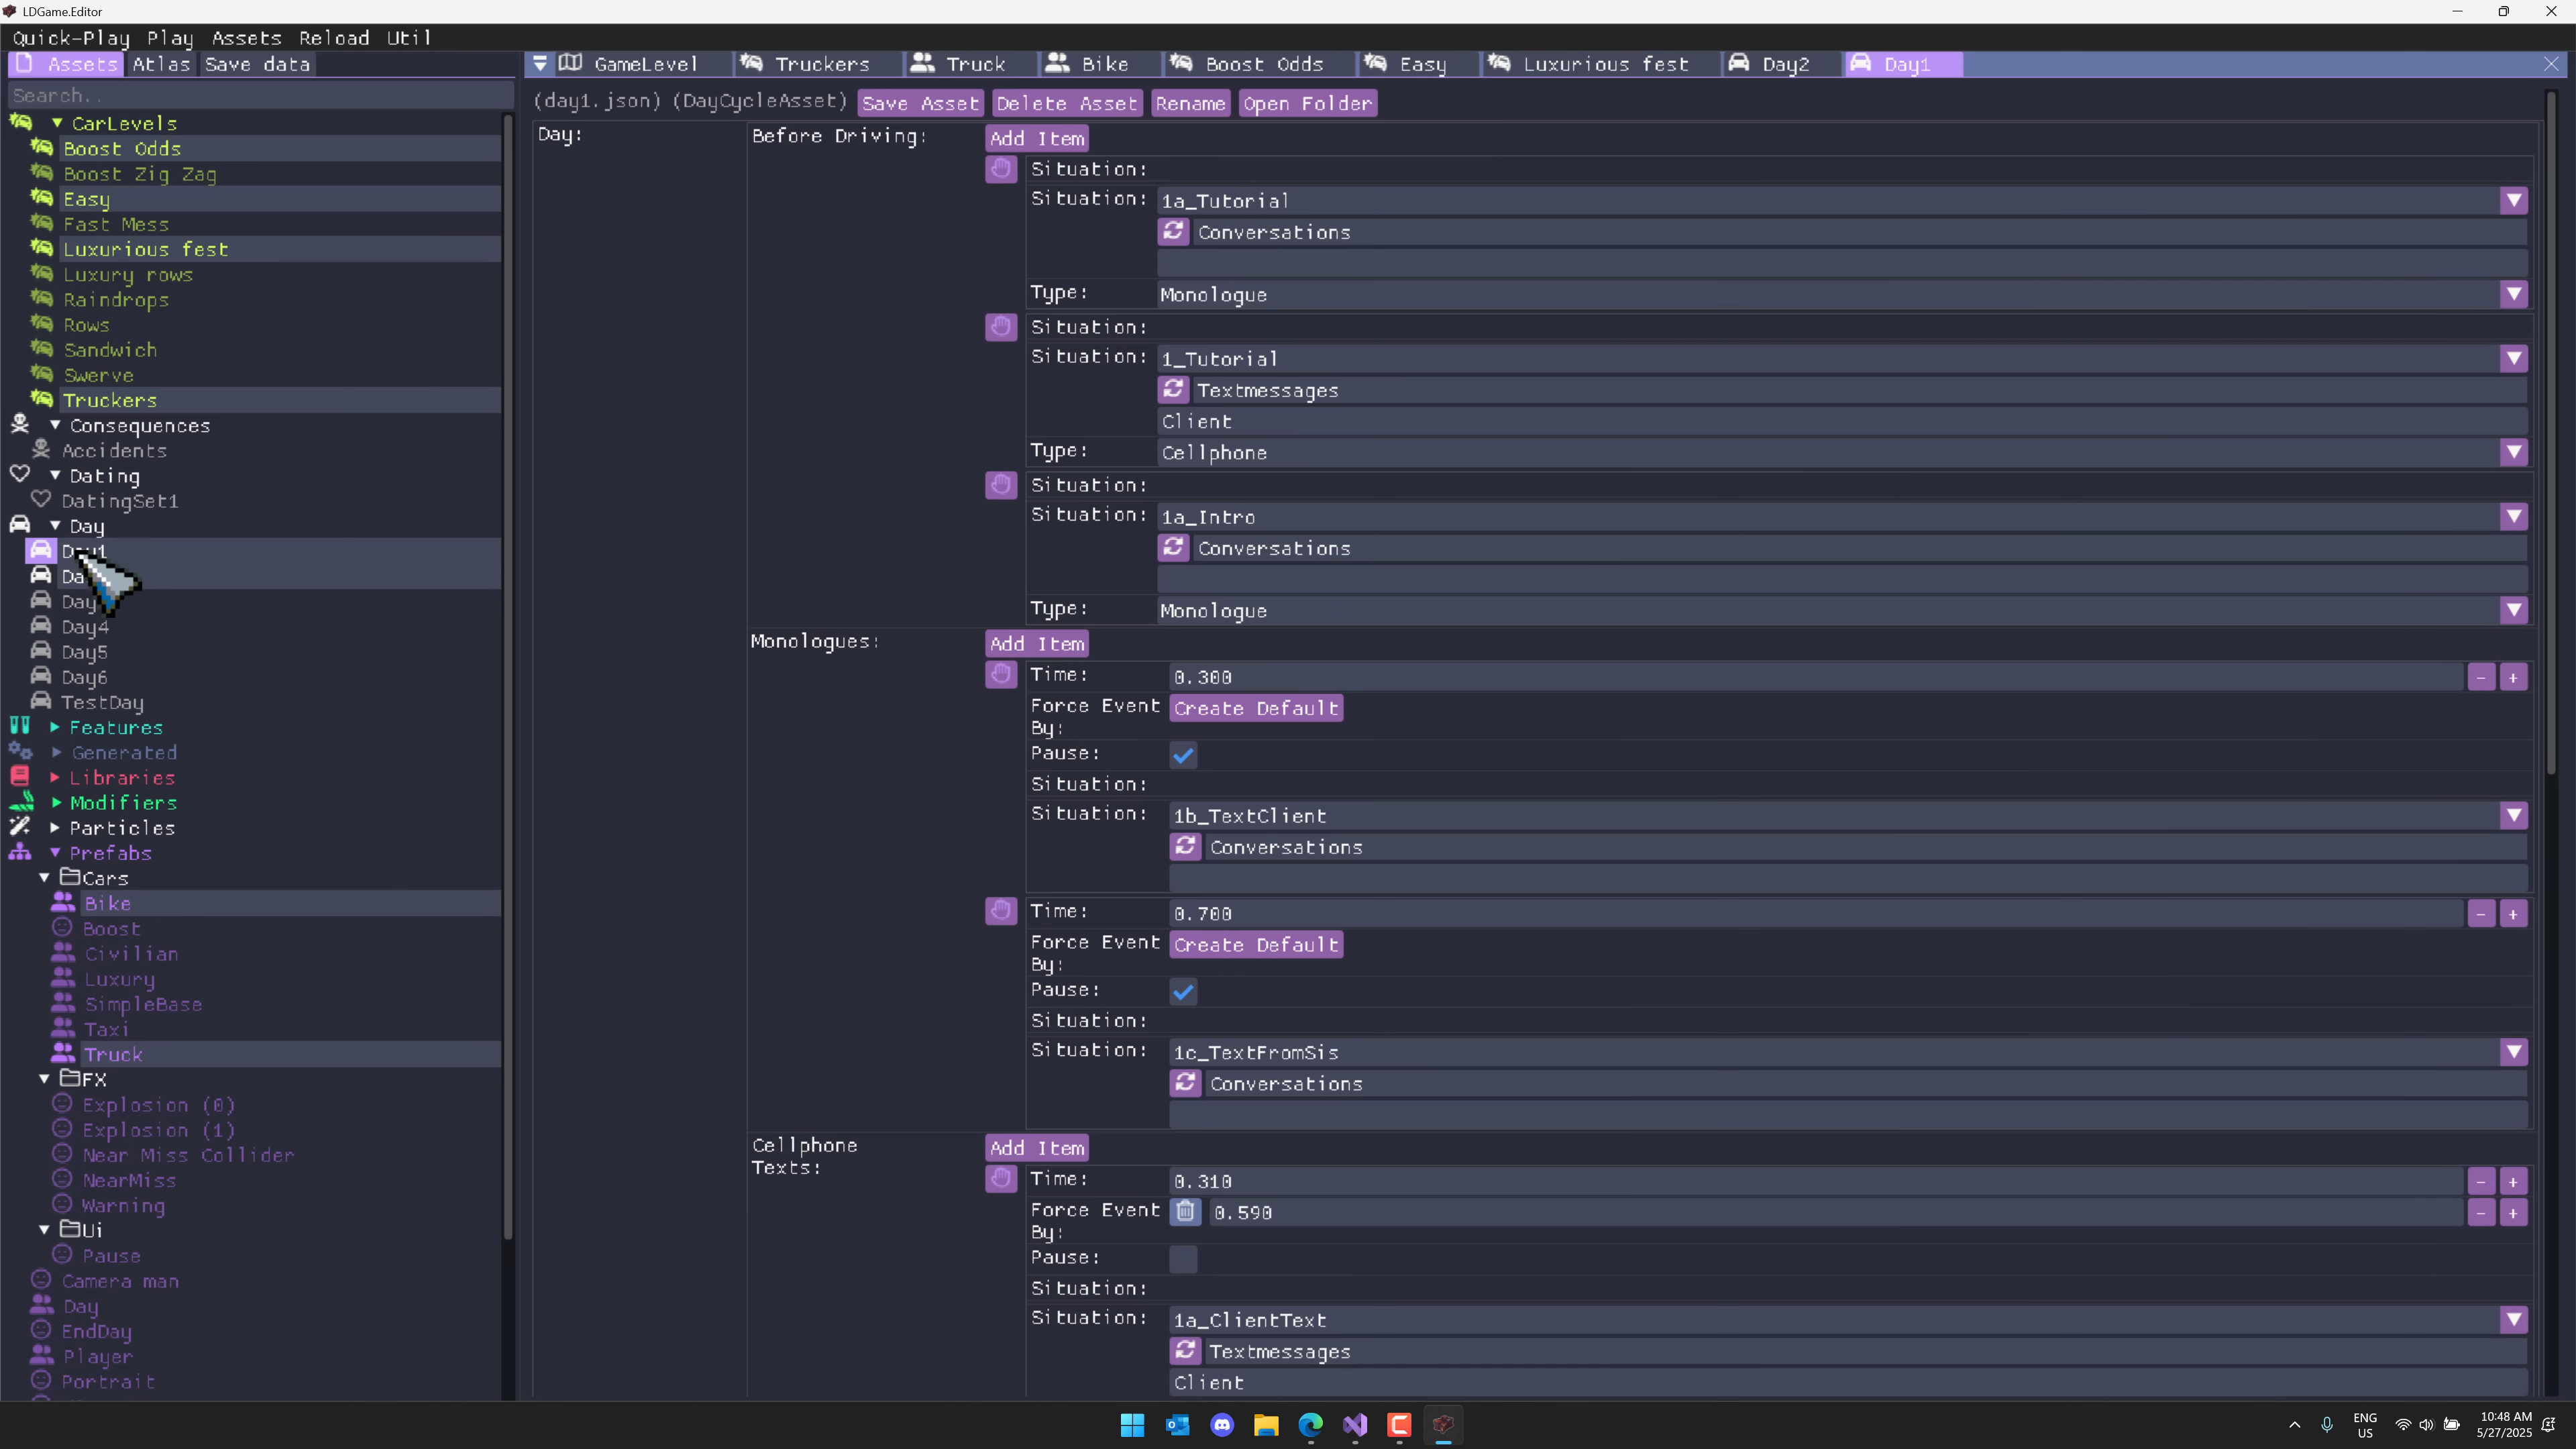 LDGame.Editor
Quick-Play Play Assets Reload Util
Assets Atlas Save data
GameLevel Truckers Truck Bike Boost Odds Easy Luxurious fest Day2 Day1
Search..
CarLevels
Boost Odds
Boost Zig Zag
Easy
Fast Mess
Luxurious fest
Luxury rows
Raindrops
Rows
Sandwich
Swerve
Truckers
Consequences
Accidents
Dating
DatingSet1
Day
Day1
Day4
Day5
Day6
TestDay
Features
Generated
Libraries
Modifiers
Particles
Prefabs
Cars
Bike
Boost
Civilian
Luxury
SimpleBase
Taxi
Truck
FX
Explosion (0)
Explosion (1)
Near Miss Collider
NearMiss
Warning
Ui
Pause
Camera man
Day
EndDay
Player
Portrait
(day1.json) (DayCycleAsset) Save Asset Delete Asset Rename Open Folder
Day:
Before Driving: Add Item
Situation:
Situation: 1a_Tutorial
Conversations
Type: Monologue
Situation:
Situation: 1_Tutorial
Textmessages
Client
Type: Cellphone
Situation:
Situation: 1a_Intro
Conversations
Type: Monologue
Monologues: Add Item
Time: 0.300 - +
Force Event By: Create Default
Pause:
Situation:
Situation: 1b_TextClient
Conversations
Time: 0.700 - +
Force Event By: Create Default
Pause:
Situation:
Situation: 1c_TextFromSis
Conversations
Cellphone Texts: Add Item
Time: 0.310 - +
Force Event By: 0.590 - +
Pause:
Situation:
Situation: 1a_ClientText
Textmessages
Client
ENG
US
10:48 AM
5/27/2025